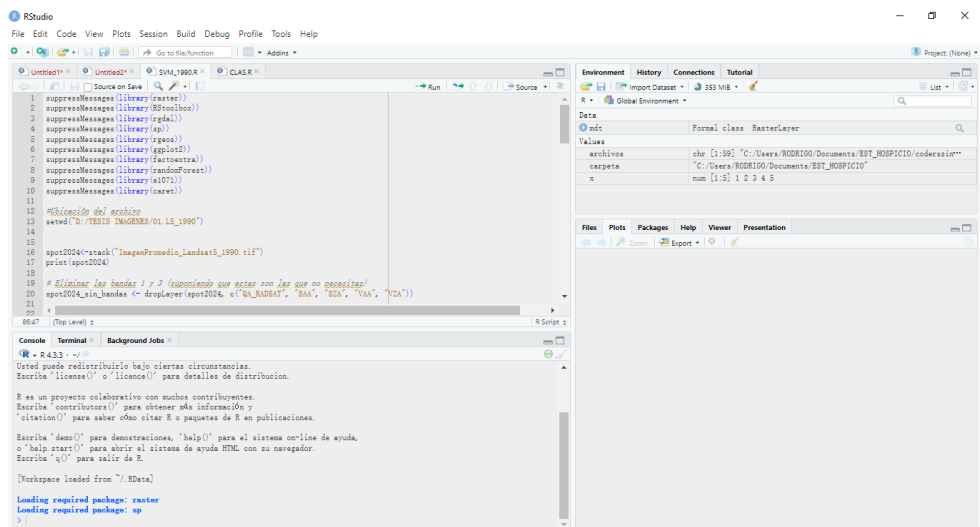 RStudio
File Edit Code View Plots Session Build Debug Profile Tools Help
Go to file/function Addins Project: (None)
Untitled1* Untitled2* SVM_1990.R CLAS.R
Source on Save Run Source
1 suppressMessages(library(raster))
2 suppressMessages(library(RStoolbox))
3 suppressMessages(library(rgdal))
4 suppressMessages(library(sp))
5 suppressMessages(library(rgeos))
6 suppressMessages(library(ggplot2))
7 suppressMessages(library(factoextra))
8 suppressMessages(library(randomForest))
9 suppressMessages(library(e1071))
10 suppressMessages(library(caret))
11
12 #Ubicación del archivo
13 setwd("D:/TESIS IMAGENES/01.L5_1990")
14
15
16 spot2024<-stack("ImagenPromedio_Landsat5_1990.tif")
17 print(spot2024)
18
19 # Eliminar las bandas 1 y 3 (suponiendo que estas son las que no necesitas)
20 spot2024_sin_bandas <- dropLayer(spot2024, c("QA_RADSAT", "SAA", "SZA", "VAA", "VZA"))
21
22
86:47 (Top Level) R Script
Console Terminal Background Jobs
R 4.3.3 · ~/
Usted puede redistribuirlo bajo ciertas circunstancias.
Escriba 'license()' o 'licence()' para detalles de distribucion.
R es un proyecto colaborativo con muchos contribuyentes.
Escriba 'contributors()' para obtener más información y
'citation()' para saber cómo citar R o paquetes de R en publicaciones.
Escriba 'demo()' para demostraciones, 'help()' para el sistema on-line de ayuda,
o 'help.start()' para abrir el sistema de ayuda HTML con su navegador.
Escriba 'q()' para salir de R.
[Workspace loaded from ~/.RData]
Loading required package: raster
Loading required package: sp
>
Environment History Connections Tutorial
Import Dataset 353 MiB List
R Global Environment
Data
mdt Formal class RasterLayer
Values
archivos chr [1:59] "C:/Users/RODRIGO/Documents/EST_HOSPICIO/coderssin…
carpeta "C:/Users/RODRIGO/Documents/EST_HOSPICIO"
x num [1:5] 1 2 3 4 5
Files Plots Packages Help Viewer Presentation
Zoom Export